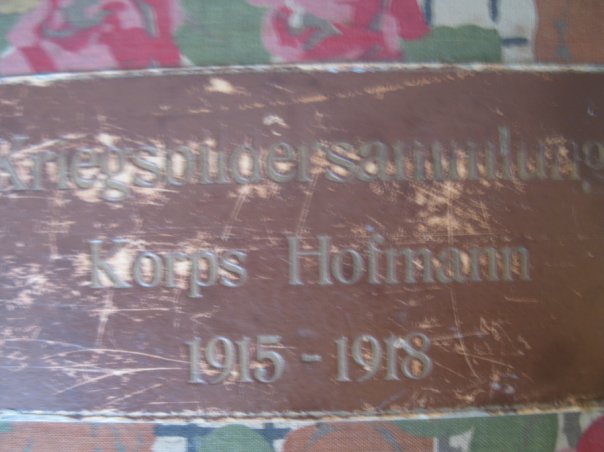 Kriegsbildersammlung
Korps Hofmann
1915 - 1918